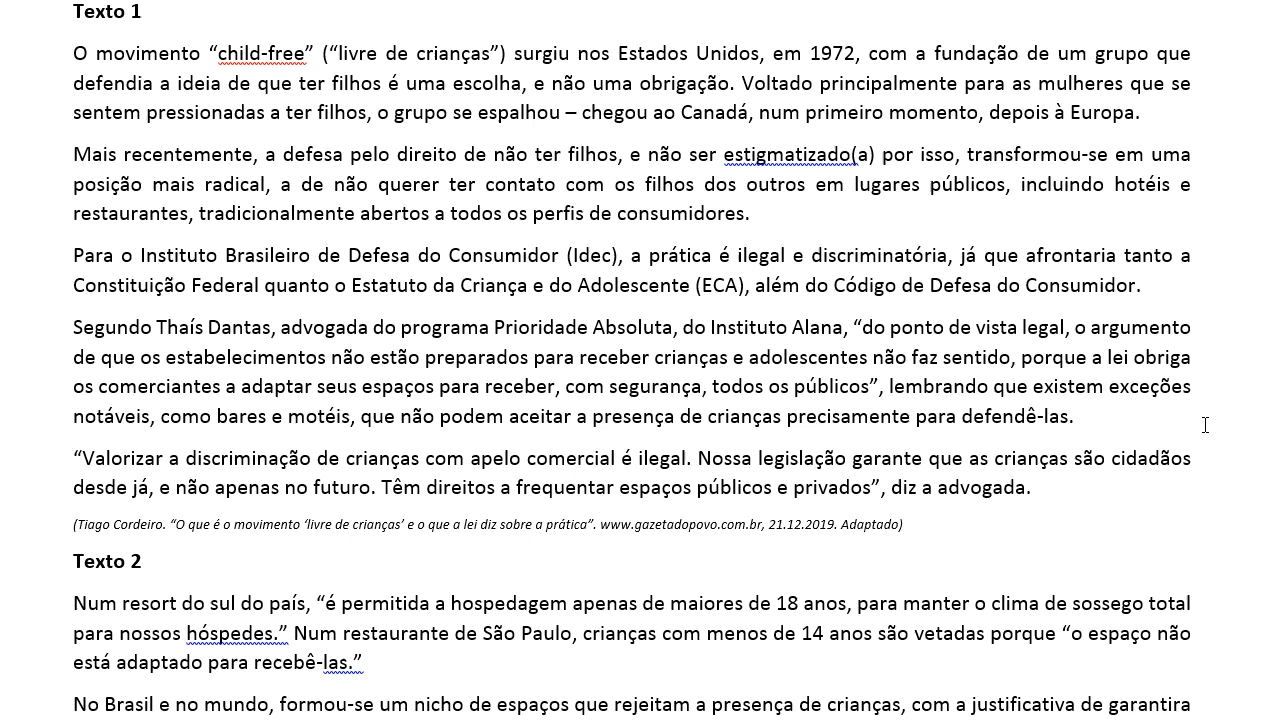 Texto 1
O movimento “child-free” (“livre de crianças”) surgiu nos Estados Unidos, em 1972, com a fundação de um grupo que
defendia a ideia de que ter filhos é uma escolha, e não uma obrigação. Voltado principalmente para as mulheres que se
sentem pressionadas a ter filhos, o grupo se espalhou – chegou ao Canadá, num primeiro momento, depois à Europa.
Mais recentemente, a defesa pelo direito de não ter filhos, e não ser estigmatizado(a) por isso, transformou-se em uma
posição mais radical, a de não querer ter contato com os filhos dos outros em lugares públicos, incluindo hotéis e
restaurantes, tradicionalmente abertos a todos os perfis de consumidores.
Para o Instituto Brasileiro de Defesa do Consumidor (Idec), a prática é ilegal e discriminatória, já que afrontaria tanto a
Constituição Federal quanto o Estatuto da Criança e do Adolescente (ECA), além do Código de Defesa do Consumidor.
Segundo Thaís Dantas, advogada do programa Prioridade Absoluta, do Instituto Alana, “do ponto de vista legal, o argumento
de que os estabelecimentos não estão preparados para receber crianças e adolescentes não faz sentido, porque a lei obriga
os comerciantes a adaptar seus espaços para receber, com segurança, todos os públicos”, lembrando que existem exceções
notáveis, como bares e motéis, que não podem aceitar a presença de crianças precisamente para defendê-las.
“Valorizar a discriminação de crianças com apelo comercial é ilegal. Nossa legislação garante que as crianças são cidadãos
desde já, e não apenas no futuro. Têm direitos a frequentar espaços públicos e privados”, diz a advogada.
(Tiago Cordeiro. “O que é o movimento ‘livre de crianças’ e o que a lei diz sobre a prática”. www.gazetadopovo.com.br, 21.12.2019. Adaptado)
Texto 2
Num resort do sul do país, “é permitida a hospedagem apenas de maiores de 18 anos, para manter o clima de sossego total
para nossos hóspedes.” Num restaurante de São Paulo, crianças com menos de 14 anos são vetadas porque “o espaço não
está adaptado para recebê-las.”
No Brasil e no mundo, formou-se um nicho de espaços que rejeitam a presença de crianças, com a justificativa de garantira